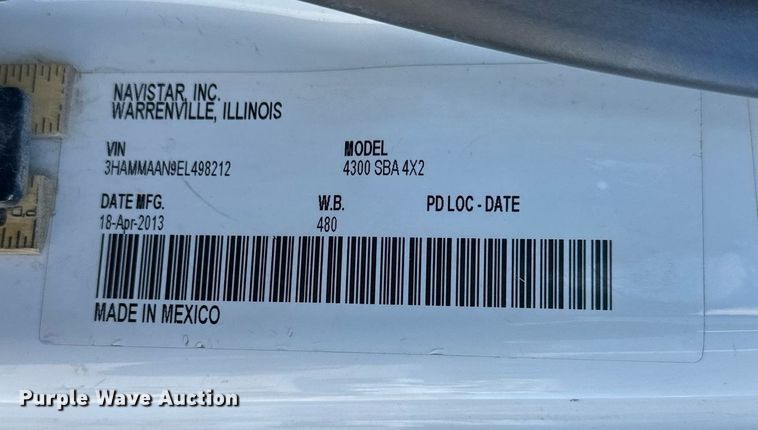 NAVISTAR, INC.
WARRENVILLE, ILLINOIS
VIN MODEL
3HAMMAAN9EL498212 4300 SBA 4X2
DATE MFG. W.B. PD LOC - DATE
18-Apr-2013 480
MADE IN MEXICO
Purple Wave Auction